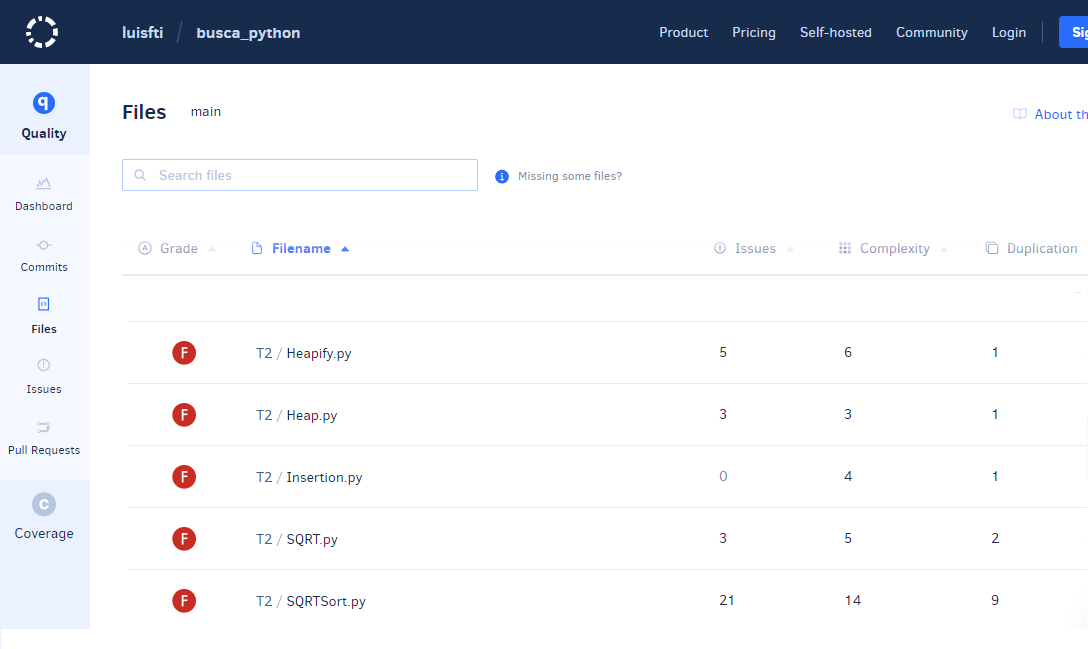 luisfti / busca_python Product Pricing Self-hosted Community Login
q
Quality
Dashboard
Commits
Files
Issues
Pull Requests
C
Coverage
Files main
Search files
Missing some files?
Grade Filename Issues Complexity Duplication
F T2 / Heapify.py 5 6 1
F T2 / Heap.py 3 3 1
F T2 / Insertion.py 0 4 1
F T2 / SQRT.py 3 5 2
F T2 / SQRTSort.py 21 14 9